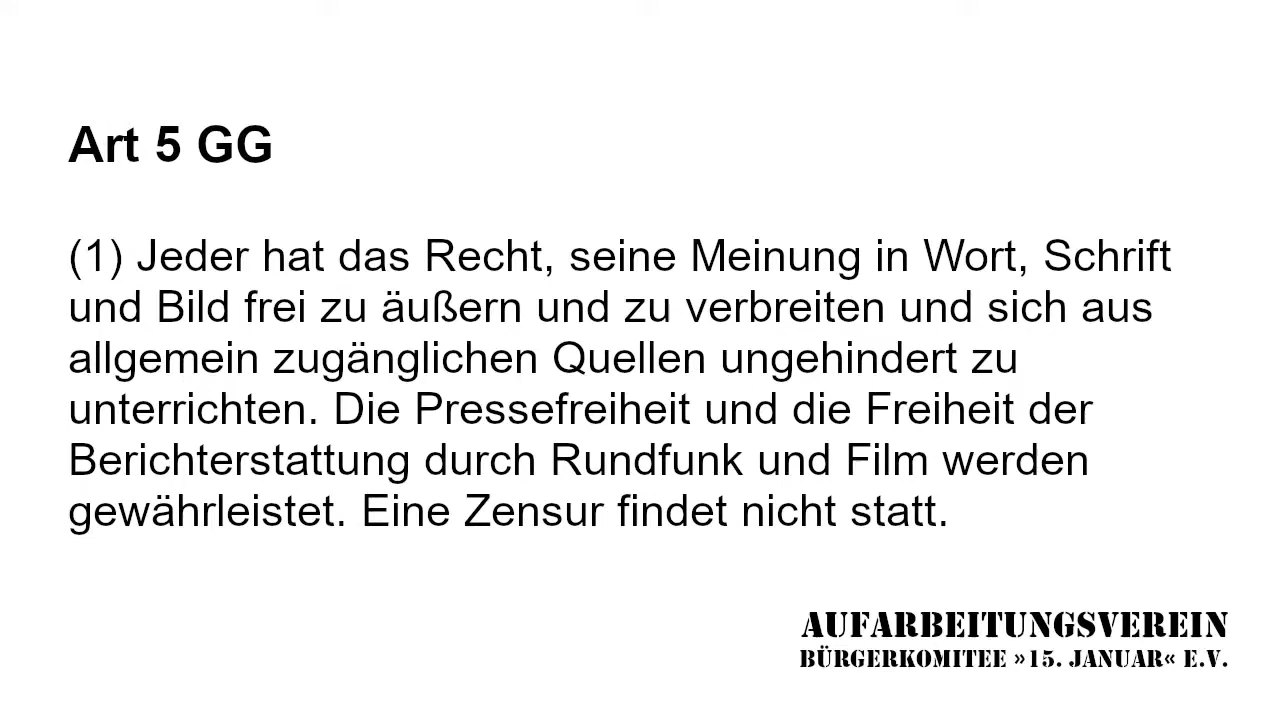 Art 5 GG
(1) Jeder hat das Recht, seine Meinung in Wort, Schrift
und Bild frei zu äußern und zu verbreiten und sich aus
allgemein zugänglichen Quellen ungehindert zu
unterrichten. Die Pressefreiheit und die Freiheit der
Berichterstattung durch Rundfunk und Film werden
gewährleistet. Eine Zensur findet nicht statt.
AUFARBEITUNGSVEREIN
BÜRGERKOMITEE »15. JANUAR« E.V.